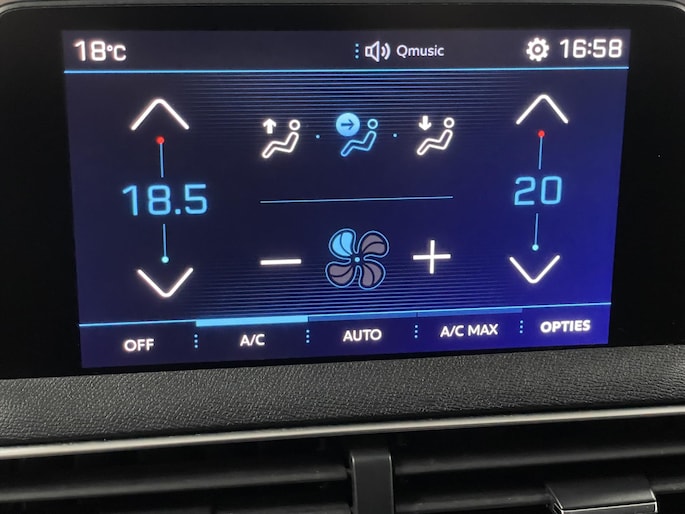 18°C
Qmusic
16:58
18.5
20
OFF
A/C
AUTO
A/C MAX
OPTIES